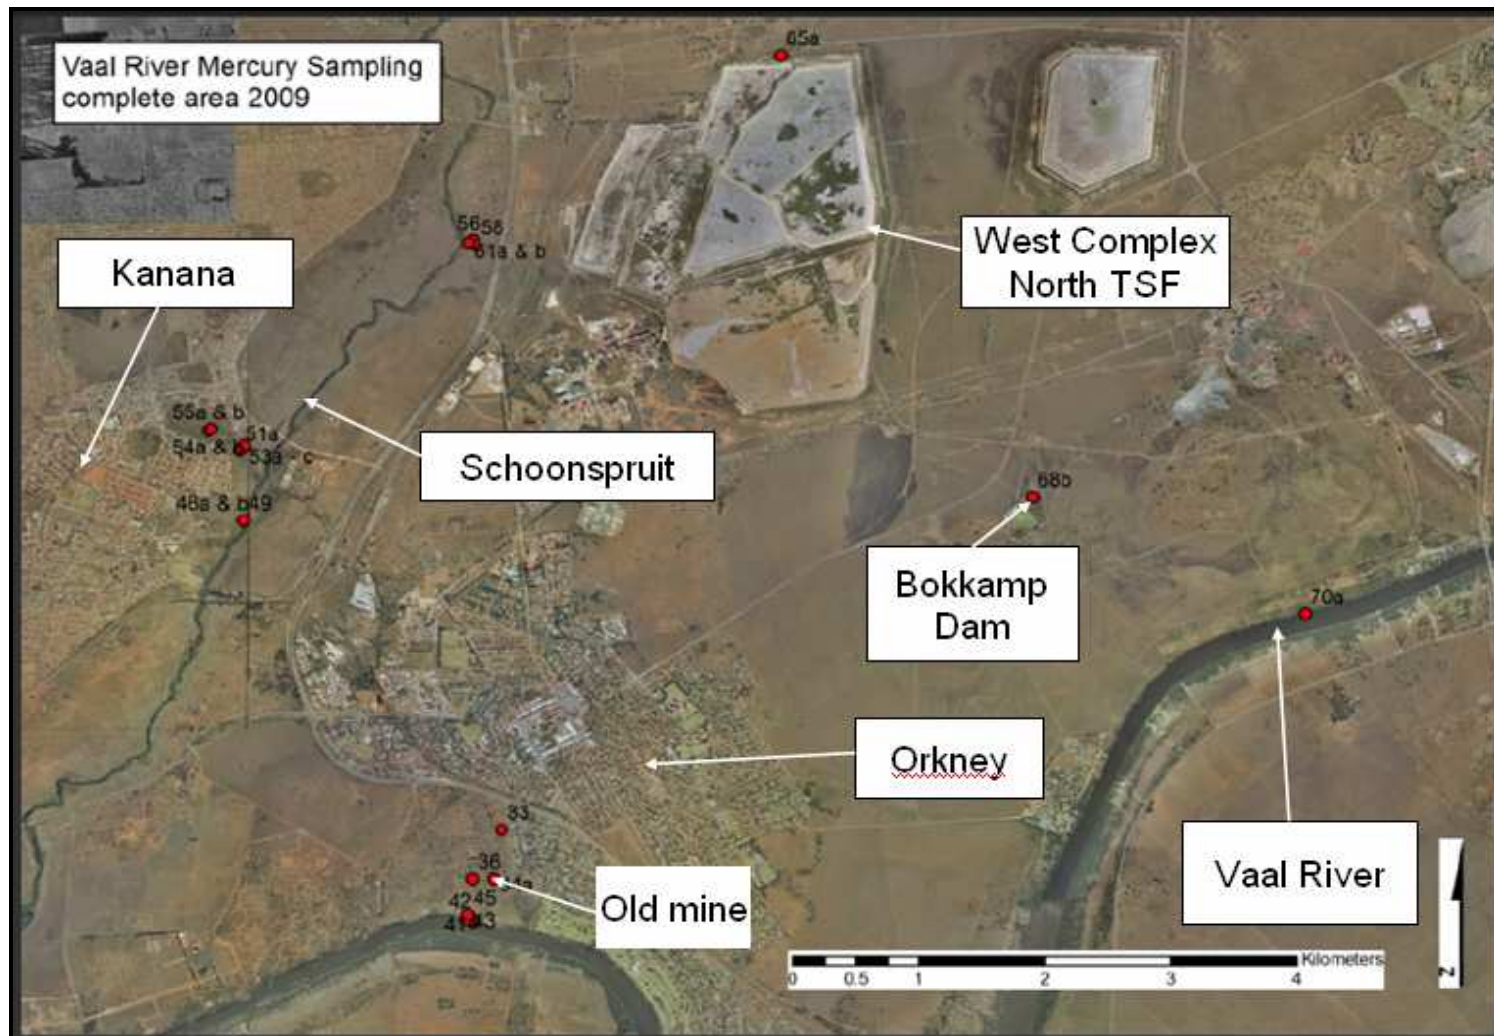 Vaal River Mercury Sampling
complete area 2009
65a
5658
61a & b
West Complex
North TSF
Kanana
55a & b
51a
54a & b
53a - c
Schoonspruit
49
68b
Bokkamp
Dam
70a
Orkney
33
36
Old mine
42
45
43
Vaal River
Kilometers
0 0.5 1 2 3 4
Z